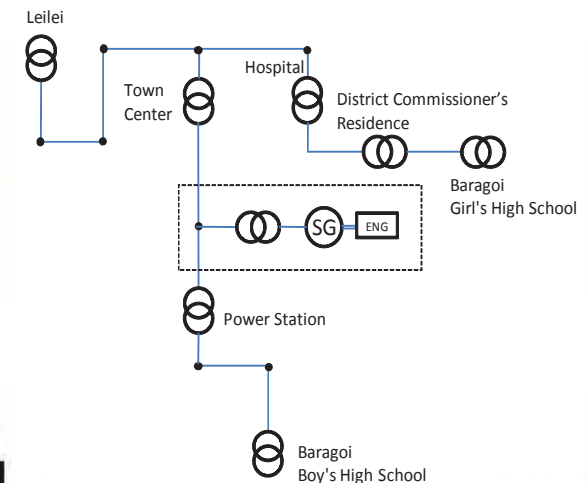 Leilei
Town
Center
Hospital
District Commissioner's
Residence
Baragoi
Girl's High School
SG
ENG
Power Station
Baragoi
Boy's High School